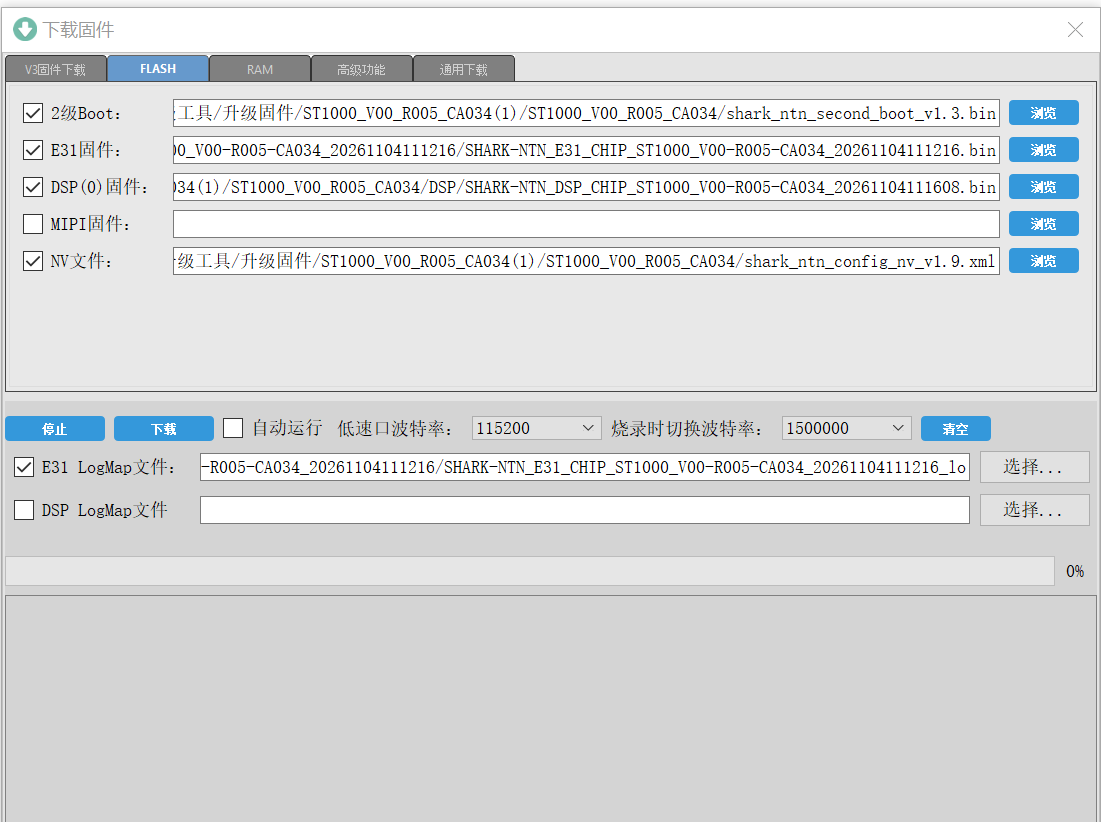 下载固件
V3固件下载 FLASH RAM 高级功能 通用下载
2级Boot: 工具/升级固件/ST1000_V00_R005_CA034(1)/ST1000_V00_R005_CA034/shark_ntn_second_boot_v1.3.bin 浏览
E31固件: 00_V00-R005-CA034_20261104111216/SHARK-NTN_E31_CHIP_ST1000_V00-R005-CA034_20261104111216.bin 浏览
DSP(0)固件: 034(1)/ST1000_V00_R005_CA034/DSP/SHARK-NTN_DSP_CHIP_ST1000_V00-R005-CA034_20261104111608.bin 浏览
MIPI固件: 浏览
NV文件: 级工具/升级固件/ST1000_V00_R005_CA034(1)/ST1000_V00_R005_CA034/shark_ntn_config_nv_v1.9.xml 浏览
停止 下载 自动运行 低速口波特率: 115200 烧录时切换波特率: 1500000 清空
E31 LogMap文件: -R005-CA034_20261104111216/SHARK-NTN_E31_CHIP_ST1000_V00-R005-CA034_20261104111216_lo 选择...
DSP LogMap文件 选择...
0%